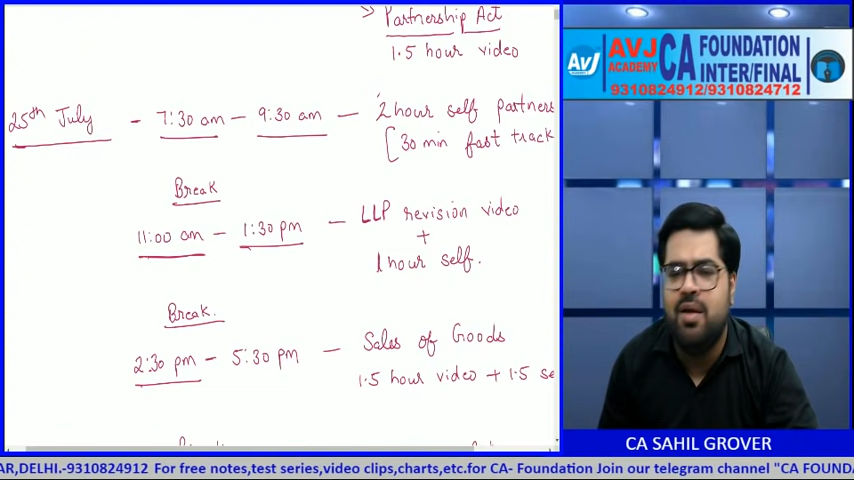 Partnership Act
1.5 hour video
25th July - 7:30 am - 9:30 am - 2 hour self partners
[30 min fast track
Break
11:00 am - 1:30 pm - LLP revision video
+
1 hour self.
Break.
2:30 pm - 5:30 pm - Sales of Goods
1.5 hour video + 1.5 se
AVJ
AVJ
ACADEMY
CA FOUNDATION
INTER/FINAL
9310824912/9310824712
CA SAHIL GROVER
AR,DELHI.-9310824912 For free notes,test series,video clips,charts,etc.for CA- Foundation Join our telegram channel "CA FOUNDA